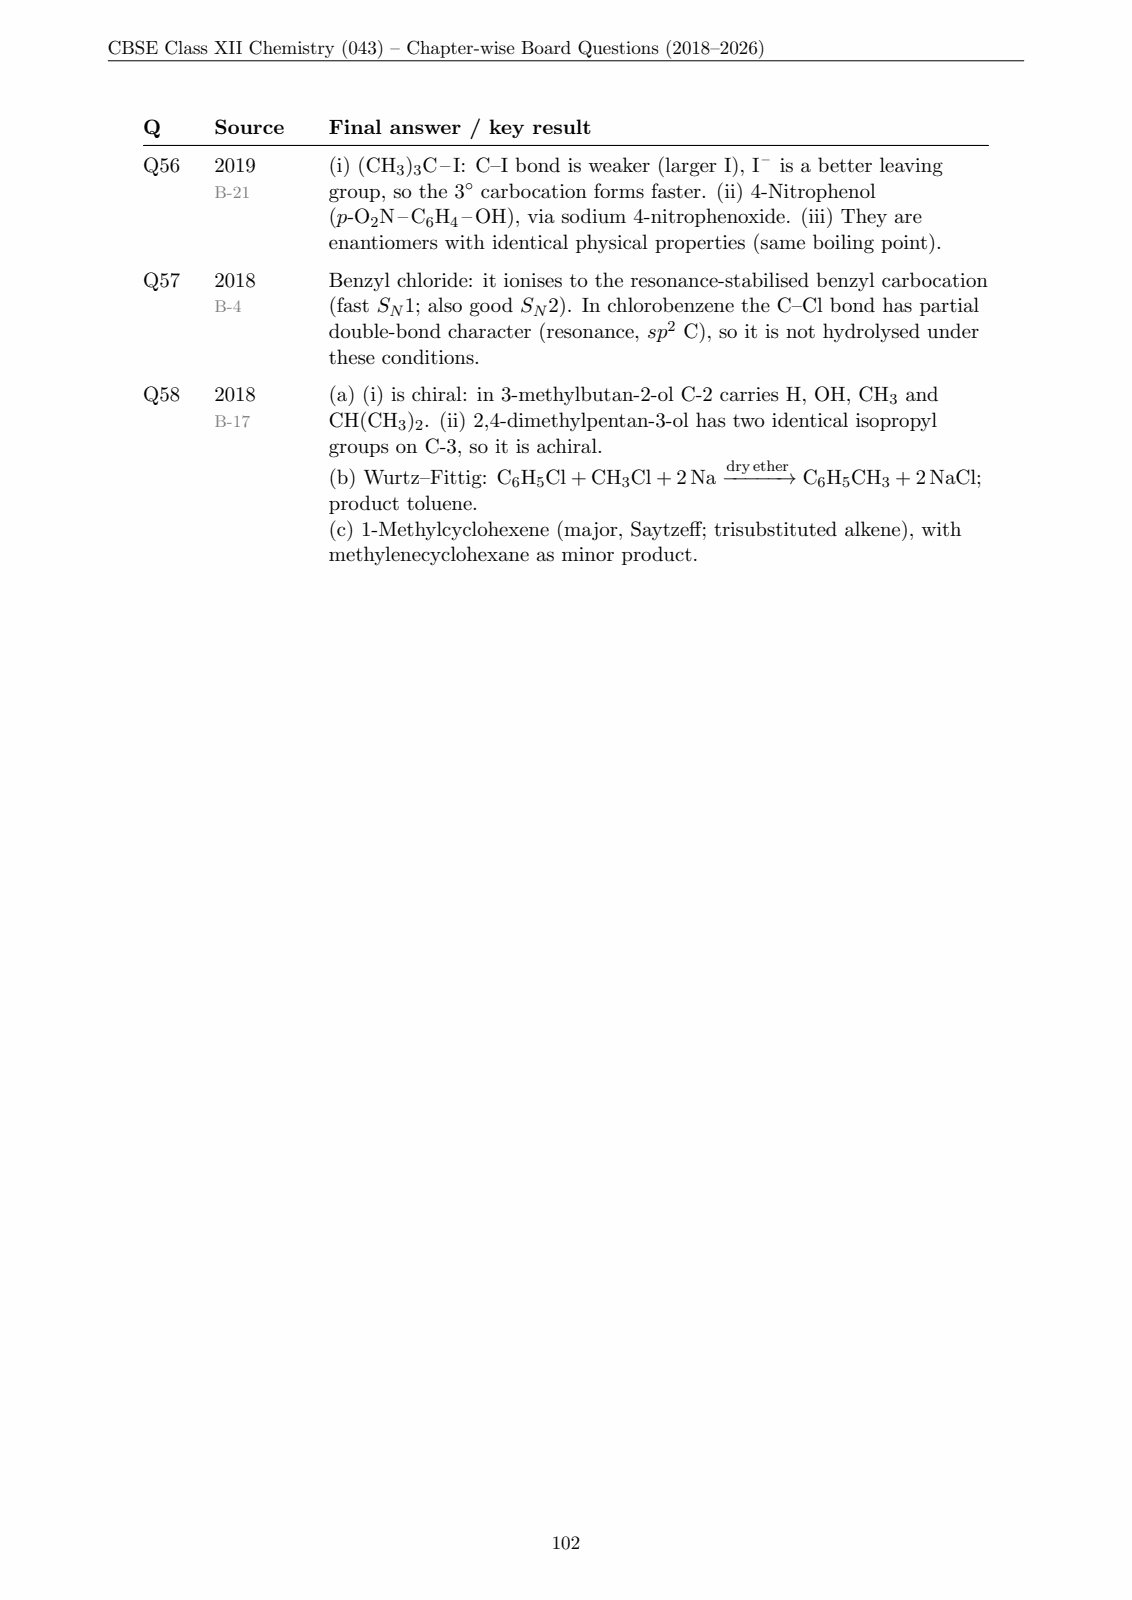 CBSE Class XII Chemistry (043) – Chapter-wise Board Questions (2018–2026)
Q Source Final answer / key result
Q56 2019 (i) (CH₃)₃C–I: C–I bond is weaker (larger I), I⁻ is a better leaving
B-21 group, so the 3° carbocation forms faster. (ii) 4-Nitrophenol
(p-O₂N–C₆H₄–OH), via sodium 4-nitrophenoxide. (iii) They are
enantiomers with identical physical properties (same boiling point).
Q57 2018 Benzyl chloride: it ionises to the resonance-stabilised benzyl carbocation
B-4 (fast S_N1; also good S_N2). In chlorobenzene the C–Cl bond has partial
double-bond character (resonance, sp² C), so it is not hydrolysed under
these conditions.
Q58 2018 (a) (i) is chiral: in 3-methylbutan-2-ol C-2 carries H, OH, CH₃ and
B-17 CH(CH₃)₂. (ii) 2,4-dimethylpentan-3-ol has two identical isopropyl
groups on C-3, so it is achiral.
(b) Wurtz–Fittig: C₆H₅Cl + CH₃Cl + 2 Na —dry ether→ C₆H₅CH₃ + 2 NaCl;
product toluene.
(c) 1-Methylcyclohexene (major, Saytzeff; trisubstituted alkene), with
methylenecyclohexane as minor product.
102